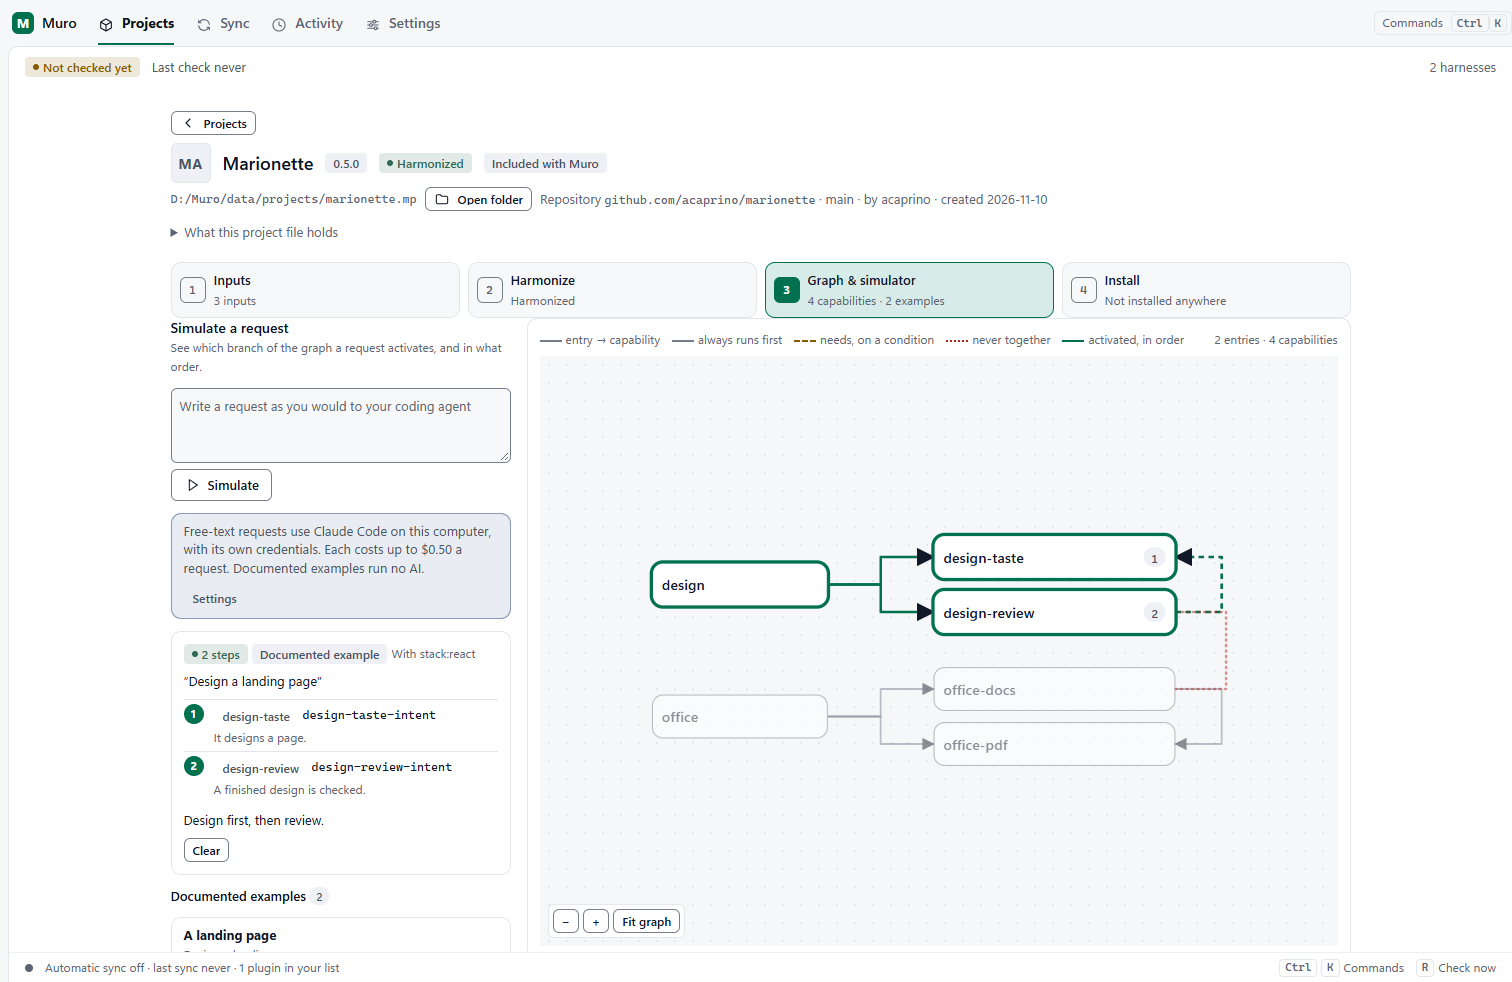 M Muro Projects Sync Activity Settings Commands Ctrl K
Not checked yet Last check never 2 harnesses
Projects
MA Marionette 0.5.0 Harmonized Included with Muro
D:/Muro/data/projects/marionette.mp Open folder Repository github.com/acaprino/marionette · main · by acaprino · created 2026-11-10
What this project file holds
1 Inputs
3 inputs
2 Harmonize
Harmonized
3 Graph & simulator
4 capabilities · 2 examples
4 Install
Not installed anywhere
Simulate a request
See which branch of the graph a request activates, and in what
order.
Write a request as you would to your coding agent
Simulate
Free-text requests use Claude Code on this computer,
with its own credentials. Each costs up to $0.50 a
request. Documented examples run no AI.
Settings
2 steps Documented example With stack:react
“Design a landing page”
1 design-taste design-taste-intent
It designs a page.
2 design-review design-review-intent
A finished design is checked.
Design first, then review.
Clear
Documented examples 2
A landing page
entry → capability always runs first needs, on a condition never together activated, in order 2 entries · 4 capabilities
design
design-taste 1
design-review 2
office
office-docs
office-pdf
− + Fit graph
Automatic sync off · last sync never · 1 plugin in your list Ctrl K Commands R Check now